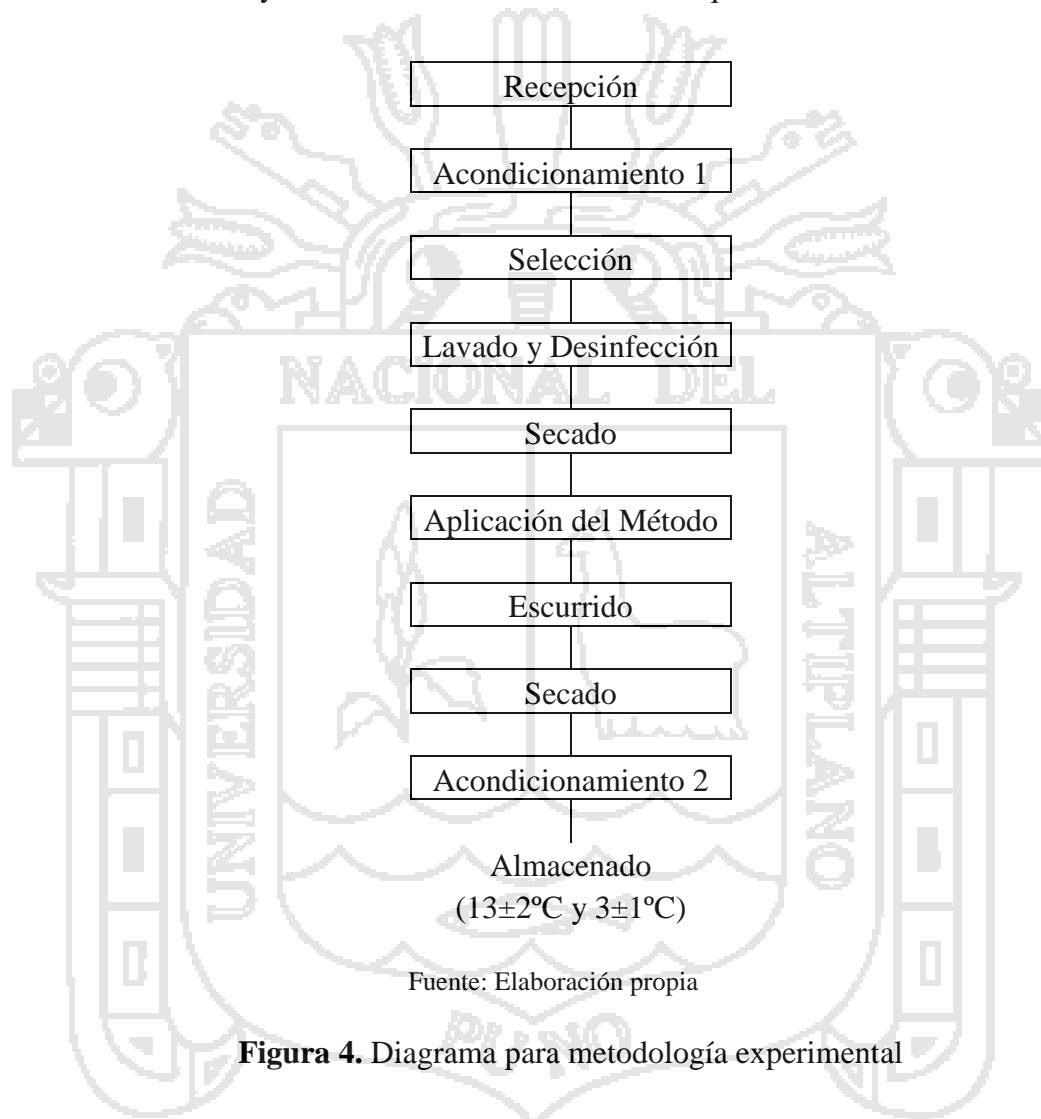 Recepción
Acondicionamiento 1
Selección
Lavado y Desinfección
Secado
Aplicación del Método
Escurrido
Secado
Acondicionamiento 2
Almacenado
(13±2ºC y 3±1ºC)
Fuente: Elaboración propia
Figura 4. Diagrama para metodología experimental
UNIVERSIDAD
NACIONAL DEL
ALTIPLANO
PUNO